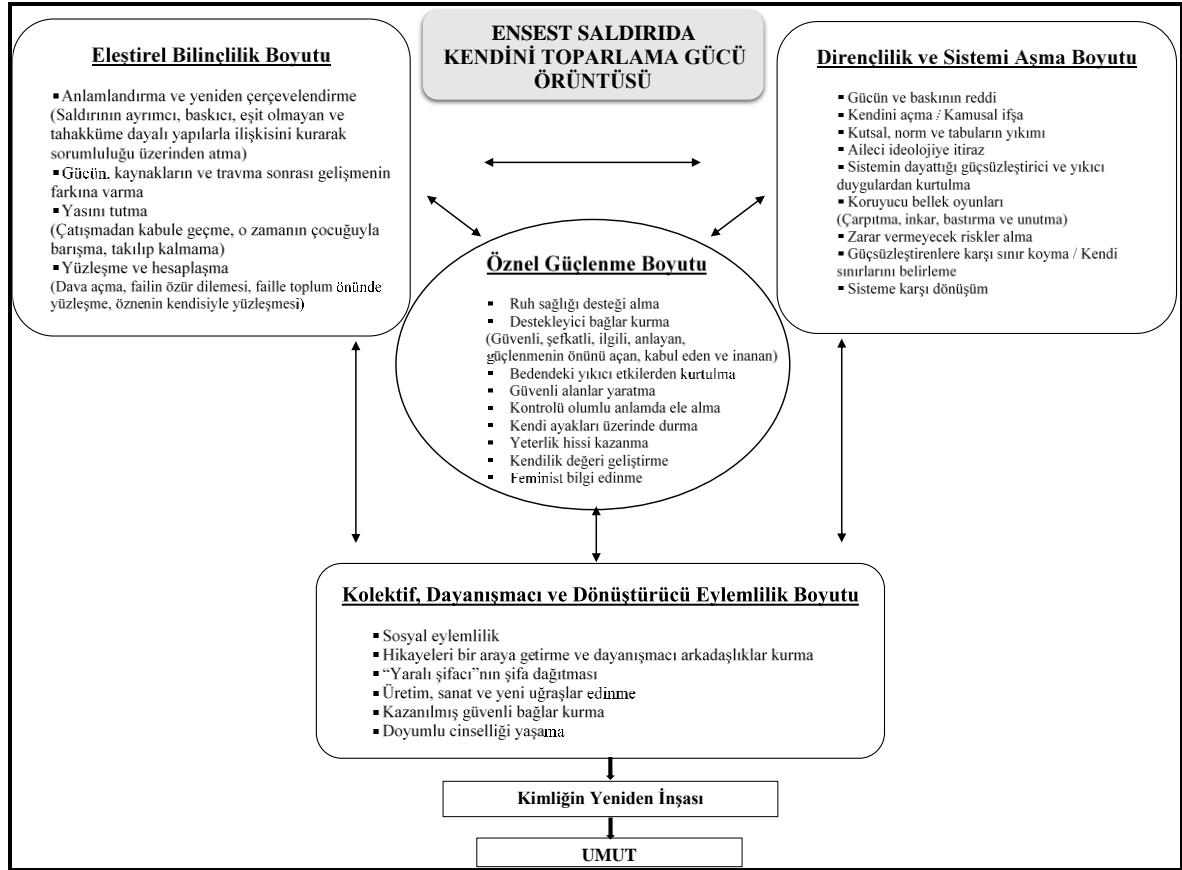 ENSEST SALDIRIDA
KENDİNİ TOPARLAMA GÜCÜ
ÖRÜNTÜSÜ
Eleştirel Bilinçlilik Boyutu
▪ Anlamlandırma ve yeniden çerçevelendirme
(Saldırının ayrımcı, baskıcı, eşit olmayan ve
tahakküme dayalı yapılarla ilişkisini kurarak
sorumluluğu üzerinden atma)
▪ Gücün, kaynakların ve travma sonrası gelişmenin
farkına varma
▪ Yasını tutma
(Çatışmadan kabule geçme, o zamanın çocuğuyla
barışma, takılıp kalmama)
▪ Yüzleşme ve hesaplaşma
(Dava açma, failin özür dilemesi, faille toplum önünde
yüzleşme, öznenin kendisiyle yüzleşmesi)
Dirençlilik ve Sistemi Aşma Boyutu
▪ Gücün ve baskının reddi
▪ Kendini açma / Kamusal ifşa
▪ Kutsal, norm ve tabuların yıkımı
▪ Aileci ideolojiye itiraz
▪ Sistemin dayattığı güçsüzleştirici ve yıkıcı
duygulardan kurtulma
▪ Koruyucu bellek oyunları
(Çarpıtma, inkar, bastırma ve unutma)
▪ Zarar vermeyecek riskler alma
▪ Güçsüzleştirenlere karşı sınır koyma / Kendi
sınırlarını belirleme
▪ Sisteme karşı dönüşüm
Öznel Güçlenme Boyutu
▪ Ruh sağlığı desteği alma
▪ Destekleyici bağlar kurma
(Güvenli, şefkatli, ilgili, anlayan,
güçlenmenin önünü açan, kabul eden ve inanan)
▪ Bedendeki yıkıcı etkilerden kurtulma
▪ Güvenli alanlar yaratma
▪ Kontrolü olumlu anlamda ele alma
▪ Kendi ayakları üzerinde durma
▪ Yeterlik hissi kazanma
▪ Kendilik değeri geliştirme
▪ Feminist bilgi edinme
Kolektif, Dayanışmacı ve Dönüştürücü Eylemlilik Boyutu
▪ Sosyal eylemlilik
▪ Hikayeleri bir araya getirme ve dayanışmacı arkadaşlıklar kurma
▪ “Yaralı şifacı”nın şifa dağıtması
▪ Üretim, sanat ve yeni uğraşlar edinme
▪ Kazanılmış güvenli bağlar kurma
▪ Doyumlu cinselliği yaşama
Kimliğin Yeniden İnşası
UMUT